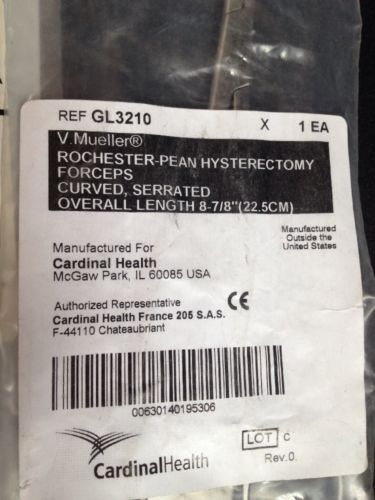 REF GL3210 X 1 EA
V.Mueller®
ROCHESTER-PEAN HYSTERECTOMY
FORCEPS
CURVED, SERRATED
OVERALL LENGTH 8-7/8"(22.5CM)
Manufactured
Outside the
United States
Manufactured For
Cardinal Health
McGaw Park, IL 60085 USA
Authorized Representative
Cardinal Health France 205 S.A.S.
F-44110 Chateaubriant
CE
00630140195306
CardinalHealth
LOT C
Rev.0.